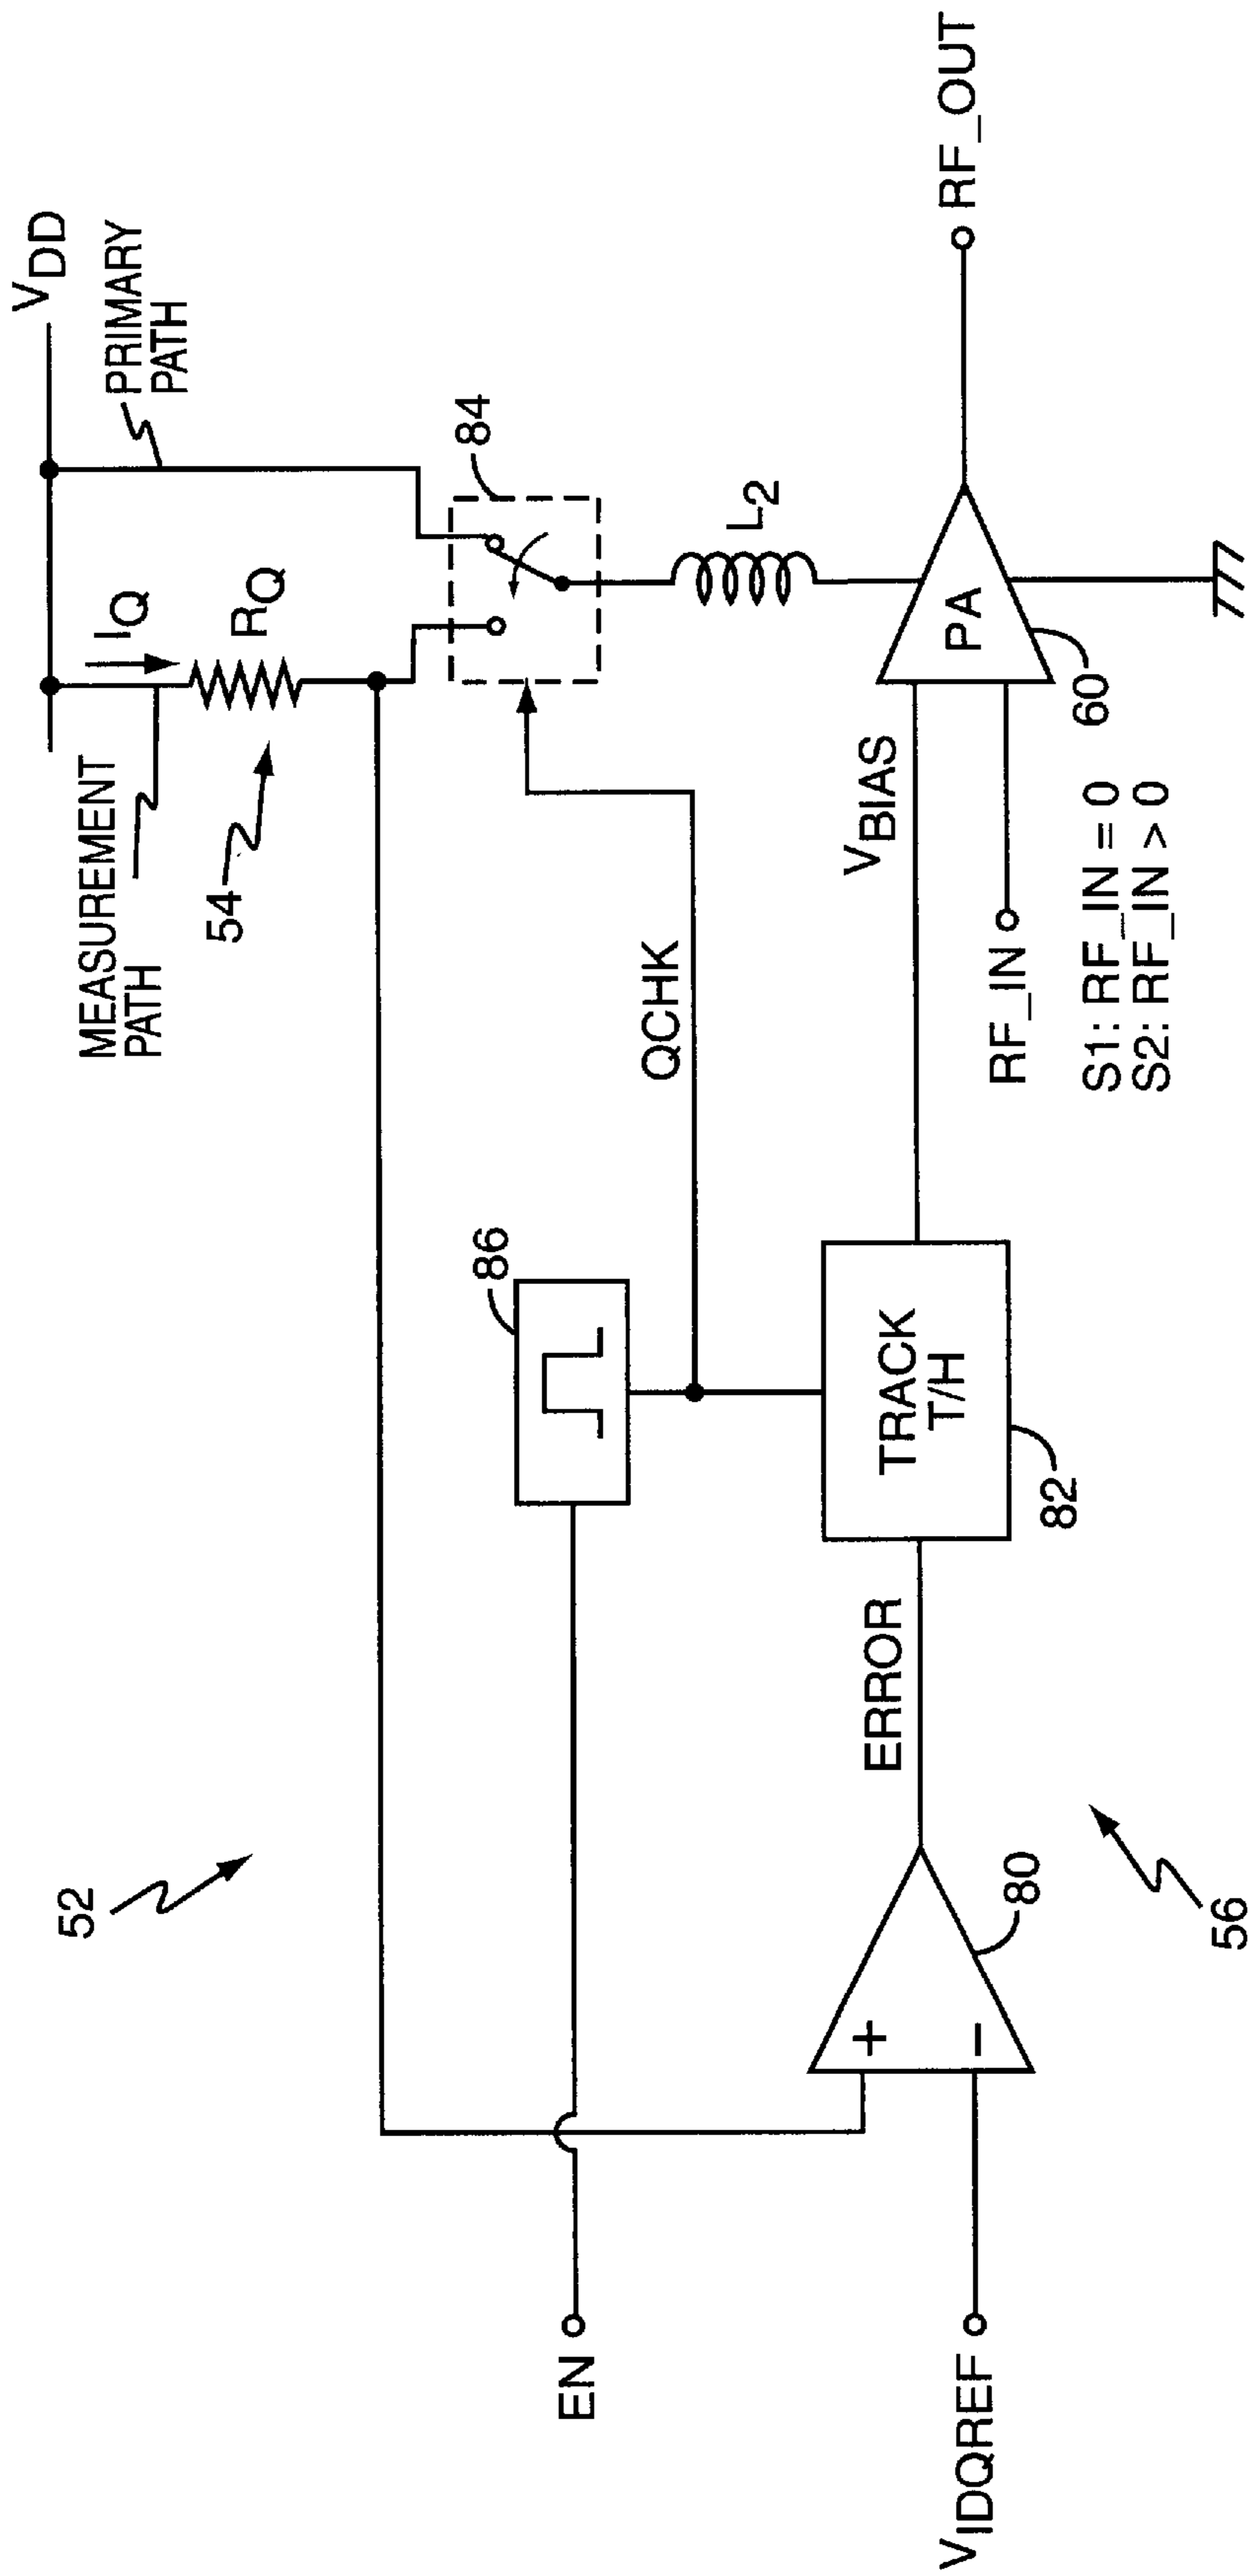 52
MEASUREMENT
PATH
54
IQ
RQ
VDD
PRIMARY
PATH
84
L2
86
QCHK
EN
VIDQREF
+
−
80
ERROR
56
TRACK
T/H
82
VBIAS
RF_IN
S1: RF_IN = 0
S2: RF_IN > 0
PA
60
RF_OUT